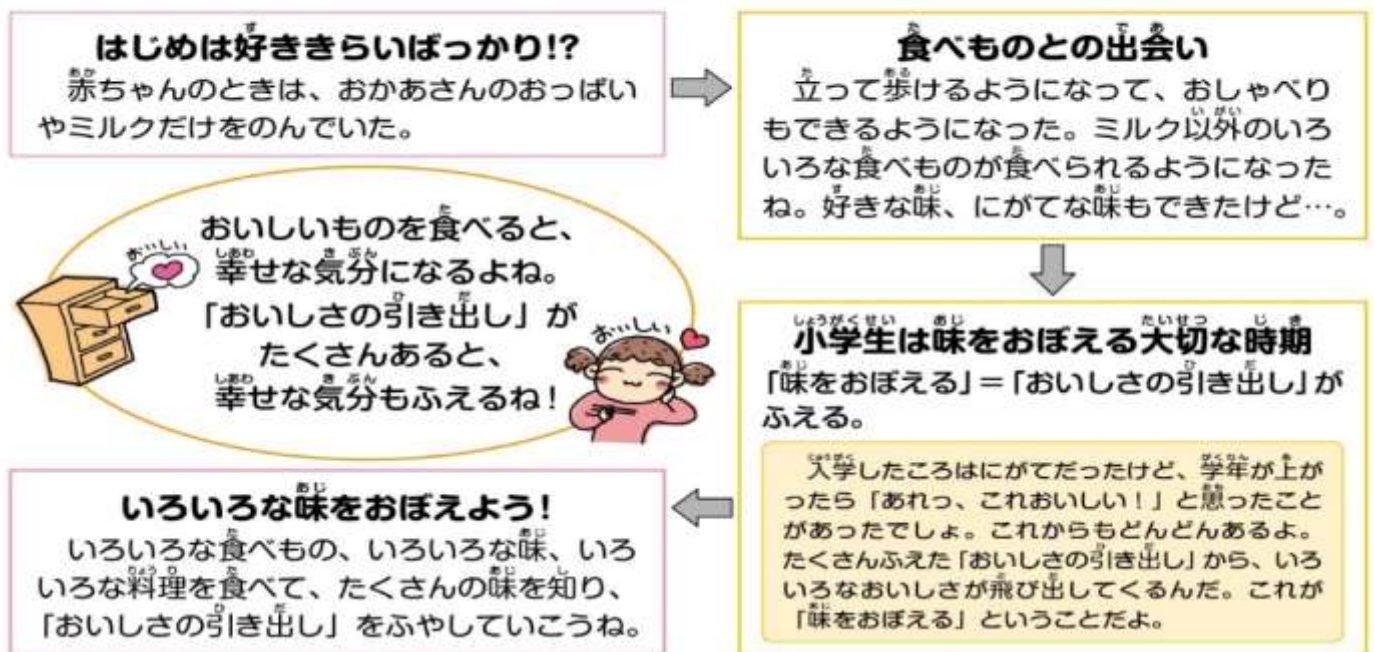 はじめは好ききらいばっかり!?
赤ちゃんのときは、おかあさんのおっぱい
やミルクだけをのんでいた。
食べものとの出会い
立って歩けるようになって、おしゃべり
もできるようになった。ミルク以外のいろ
いろな食べものが食べられるようになった
ね。好きな味、にがてな味もできたけど…。
小学生は味をおぼえる大切な時期
「味をおぼえる」＝「おいしさの引き出し」が
ふえる。
入学したころはにがてだったけど、学年が上が
ったら「あれっ、これおいしい！」と思ったこと
があったでしょ。これからもどんどんあるよ。
たくさんふえた「おいしさの引き出し」から、いろ
いろなおいしさが飛び出してくるんだ。これが
「味をおぼえる」ということだよ。
いろいろな味をおぼえよう！
いろいろな食べもの、いろいろな味、いろ
いろな料理を食べて、たくさんの味を知り、
「おいしさの引き出し」をふやしていこうね。
おいしいものを食べると、
幸せな気分になるよね。
「おいしさの引き出し」が
たくさんあると、
幸せな気分もふえるね！
おいしい
おいしい